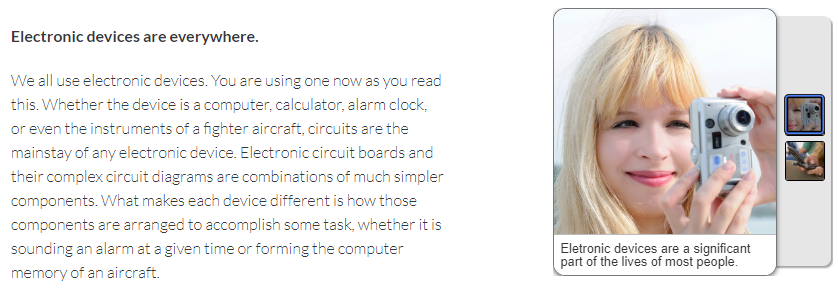 Electronic devices are everywhere.
We all use electronic devices. You are using one now as you read
this. Whether the device is a computer, calculator, alarm clock,
or even the instruments of a fighter aircraft, circuits are the
mainstay of any electronic device. Electronic circuit boards and
their complex circuit diagrams are combinations of much simpler
components. What makes each device different is how those
components are arranged to accomplish some task, whether it is
sounding an alarm at a given time or forming the computer
memory of an aircraft.
Eletronic devices are a significant
part of the lives of most people.